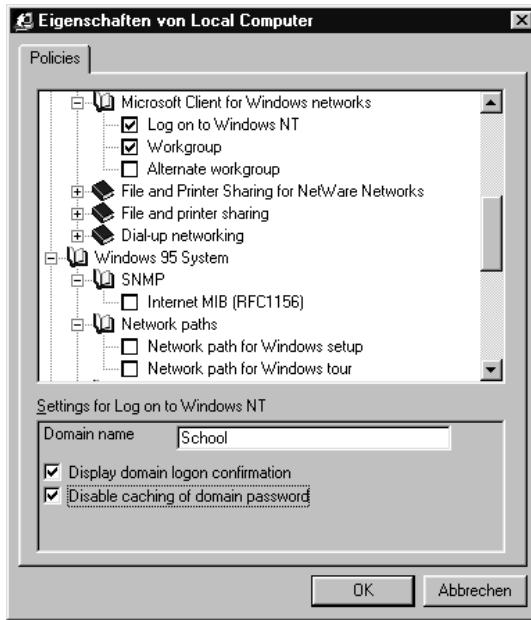 Eigenschaften von Local Computer
Policies
Microsoft Client for Windows networks
Log on to Windows NT
Workgroup
Alternate workgroup
File and Printer Sharing for NetWare Networks
File and printer sharing
Dial-up networking
Windows 95 System
SNMP
Internet MIB (RFC1156)
Network paths
Network path for Windows setup
Network path for Windows tour
Settings for Log on to Windows NT
Domain name School
Display domain logon confirmation
Disable caching of domain password
OK Abbrechen